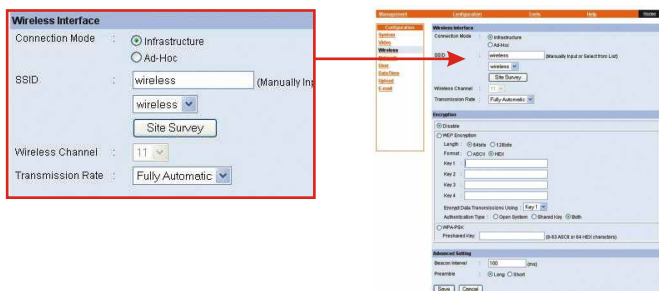 Wireless Interface
Connection Mode : Infrastructure
Ad-Hoc
SSID : wireless (Manually Inp
wireless
Site Survey
Wireless Channel : 11
Transmission Rate : Fully Automatic
Management Configuration Tools Help Home
Configuration
System
Video
Wireless
User
Date/Time
Upload
E-mail
Wireless Interface
Connection Mode : Infrastructure
Ad-Hoc
SSID : wireless (Manually Input or Select from List)
wireless
Site Survey
Wireless Channel : 11
Transmission Rate : Fully Automatic
Encryption
Disable
WEP Encryption
Length : 64bits 128bits
Format : ASCII HEX
Key 1 :
Key 2 :
Key 3 :
Key 4 :
Encrypt Data Transmissions Using : Key 1
Authentication Type : Open System Shared Key Both
WPA-PSK
Preshared Key : (8-63 ASCII or 64 HEX characters)
Advanced Setting
Beacon Interval : 100 (ms)
Preamble : Long Short
Save Cancel